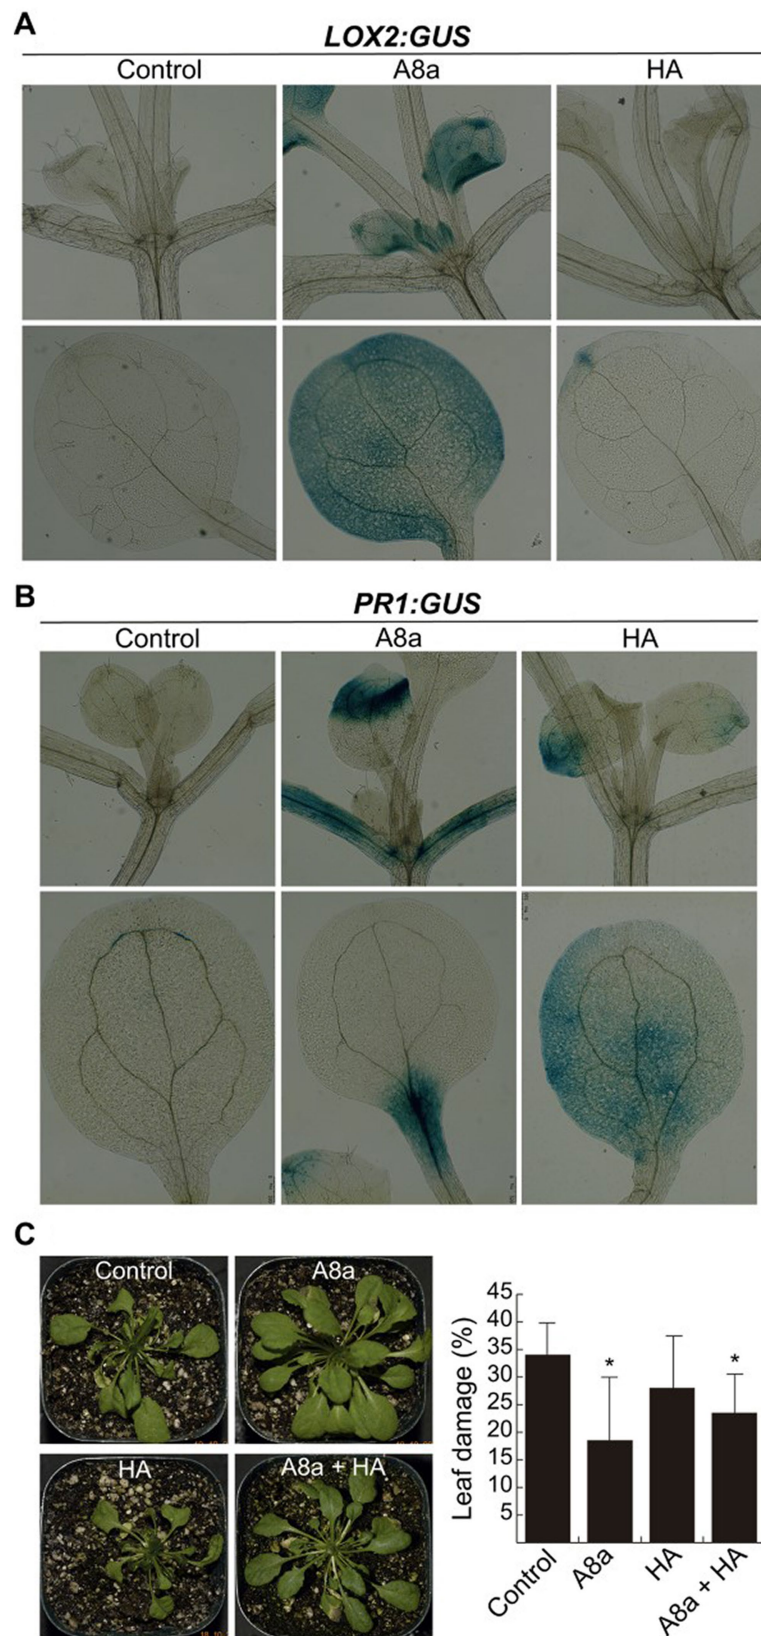 A
LOX2:GUS
Control A8a HA
B
PR1:GUS
Control A8a HA
C
Control A8a
HA A8a + HA
Leaf damage (%)
45
40
35
30
25
20
15
10
5
* *
Control A8a HA A8a + HA